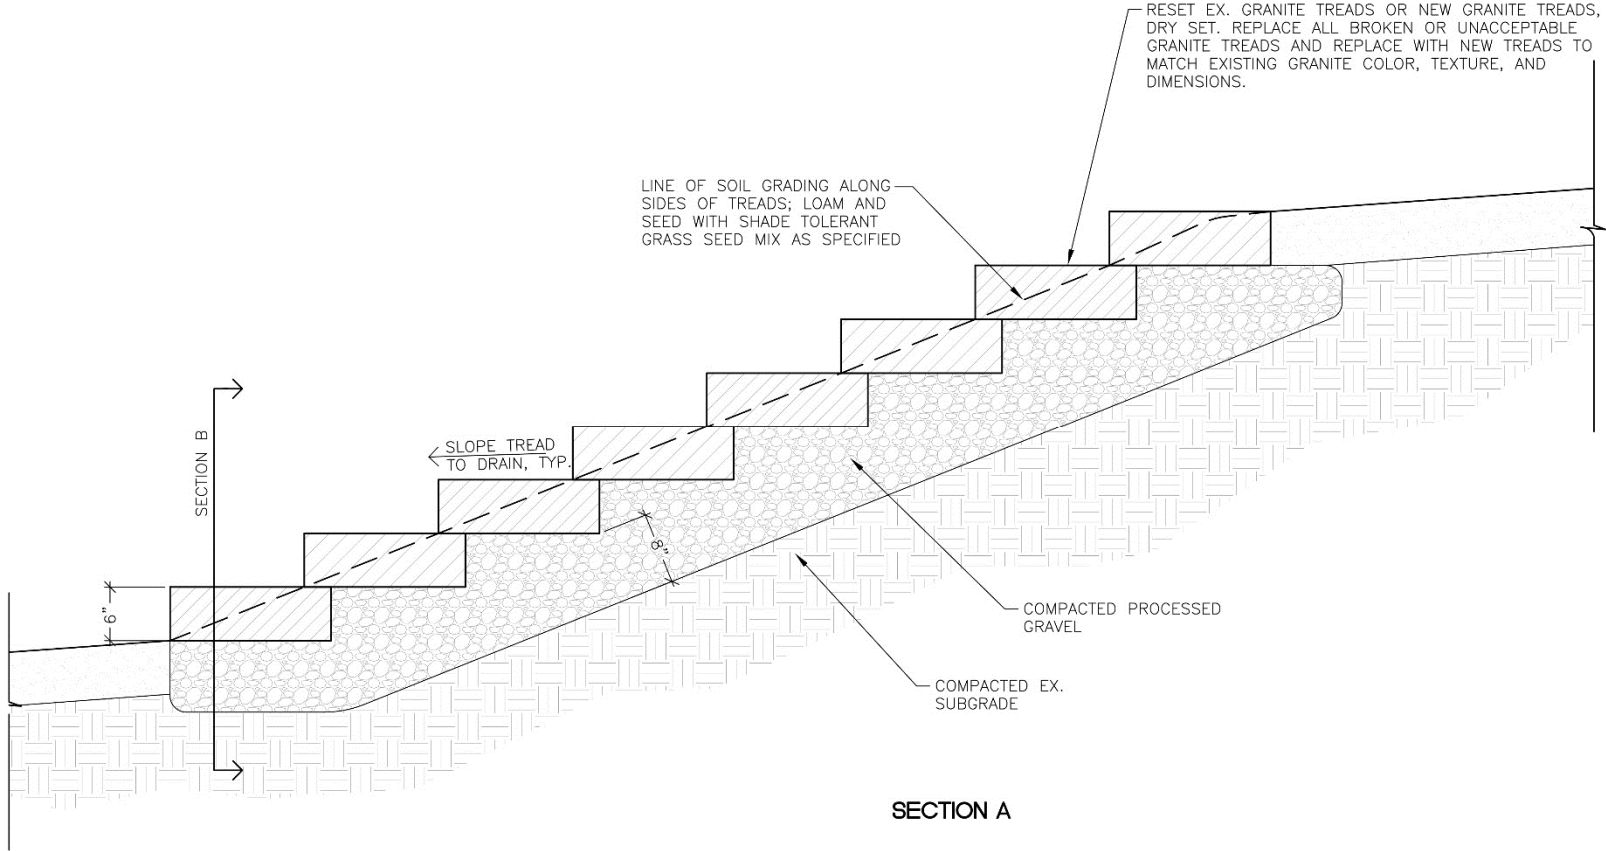 RESET EX. GRANITE TREADS OR NEW GRANITE TREADS,
DRY SET. REPLACE ALL BROKEN OR UNACCEPTABLE
GRANITE TREADS AND REPLACE WITH NEW TREADS TO
MATCH EXISTING GRANITE COLOR, TEXTURE, AND
DIMENSIONS.
LINE OF SOIL GRADING ALONG
SIDES OF TREADS; LOAM AND
SEED WITH SHADE TOLERANT
GRASS SEED MIX AS SPECIFIED
SLOPE TREAD
TO DRAIN, TYP.
SECTION B
8"
6"
COMPACTED PROCESSED
GRAVEL
COMPACTED EX.
SUBGRADE
SECTION A